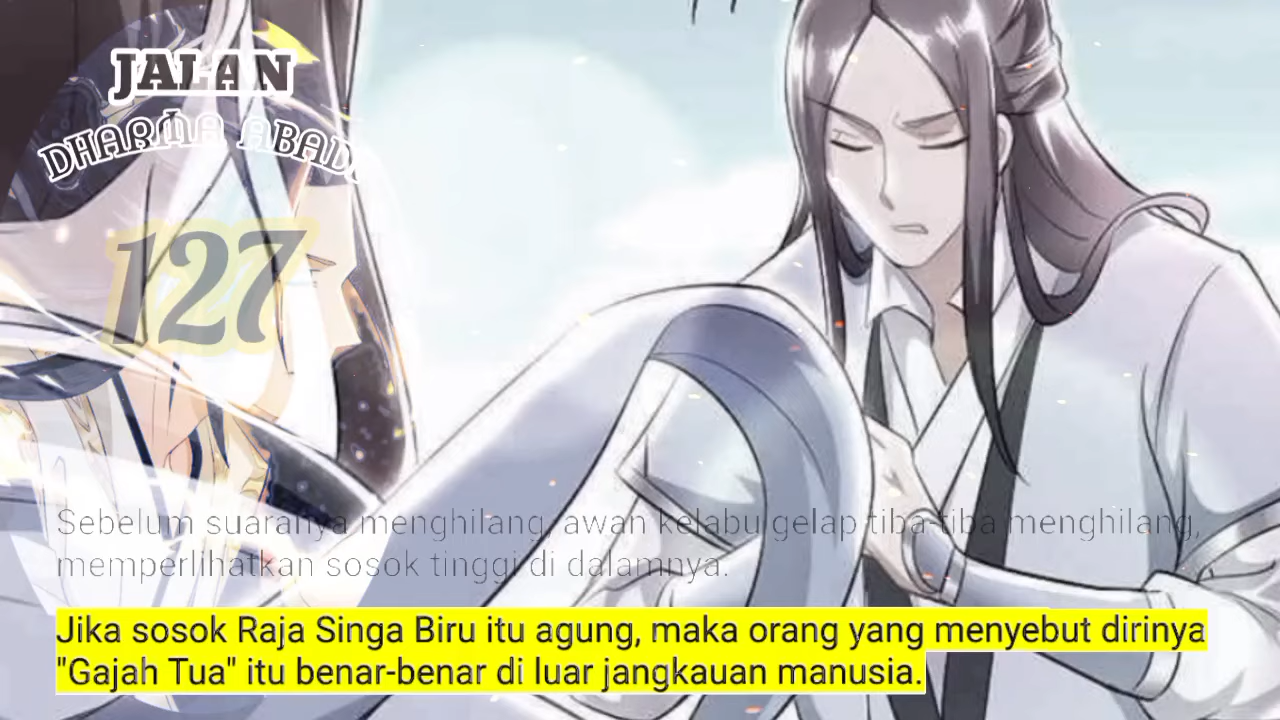 JALAN
DHARMA ABADI
127
Sebelum suaranya menghilang, awan kelabu gelap tiba-tiba menghilang,
memperlihatkan sosok tinggi di dalamnya.
Jika sosok Raja Singa Biru itu agung, maka orang yang menyebut dirinya
"Gajah Tua" itu benar-benar di luar jangkauan manusia.